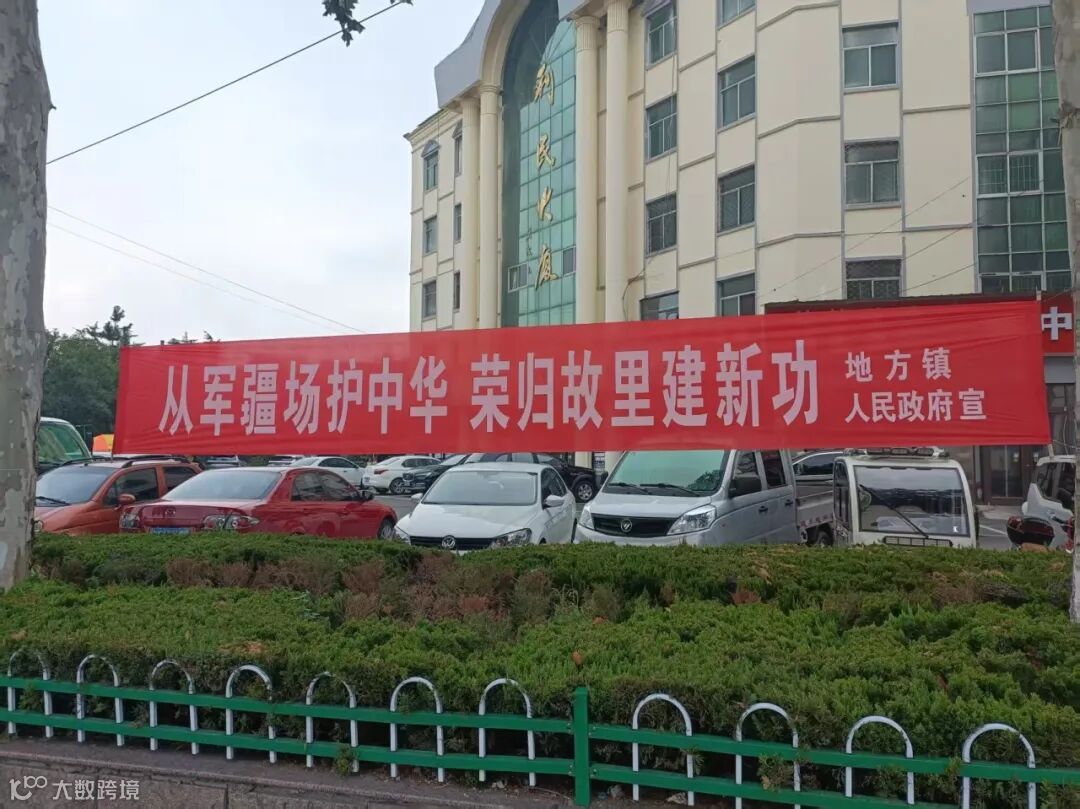 利民大厦
中
从军疆场护中华 荣归故里建新功
地方镇
人民政府宣
大数跨境